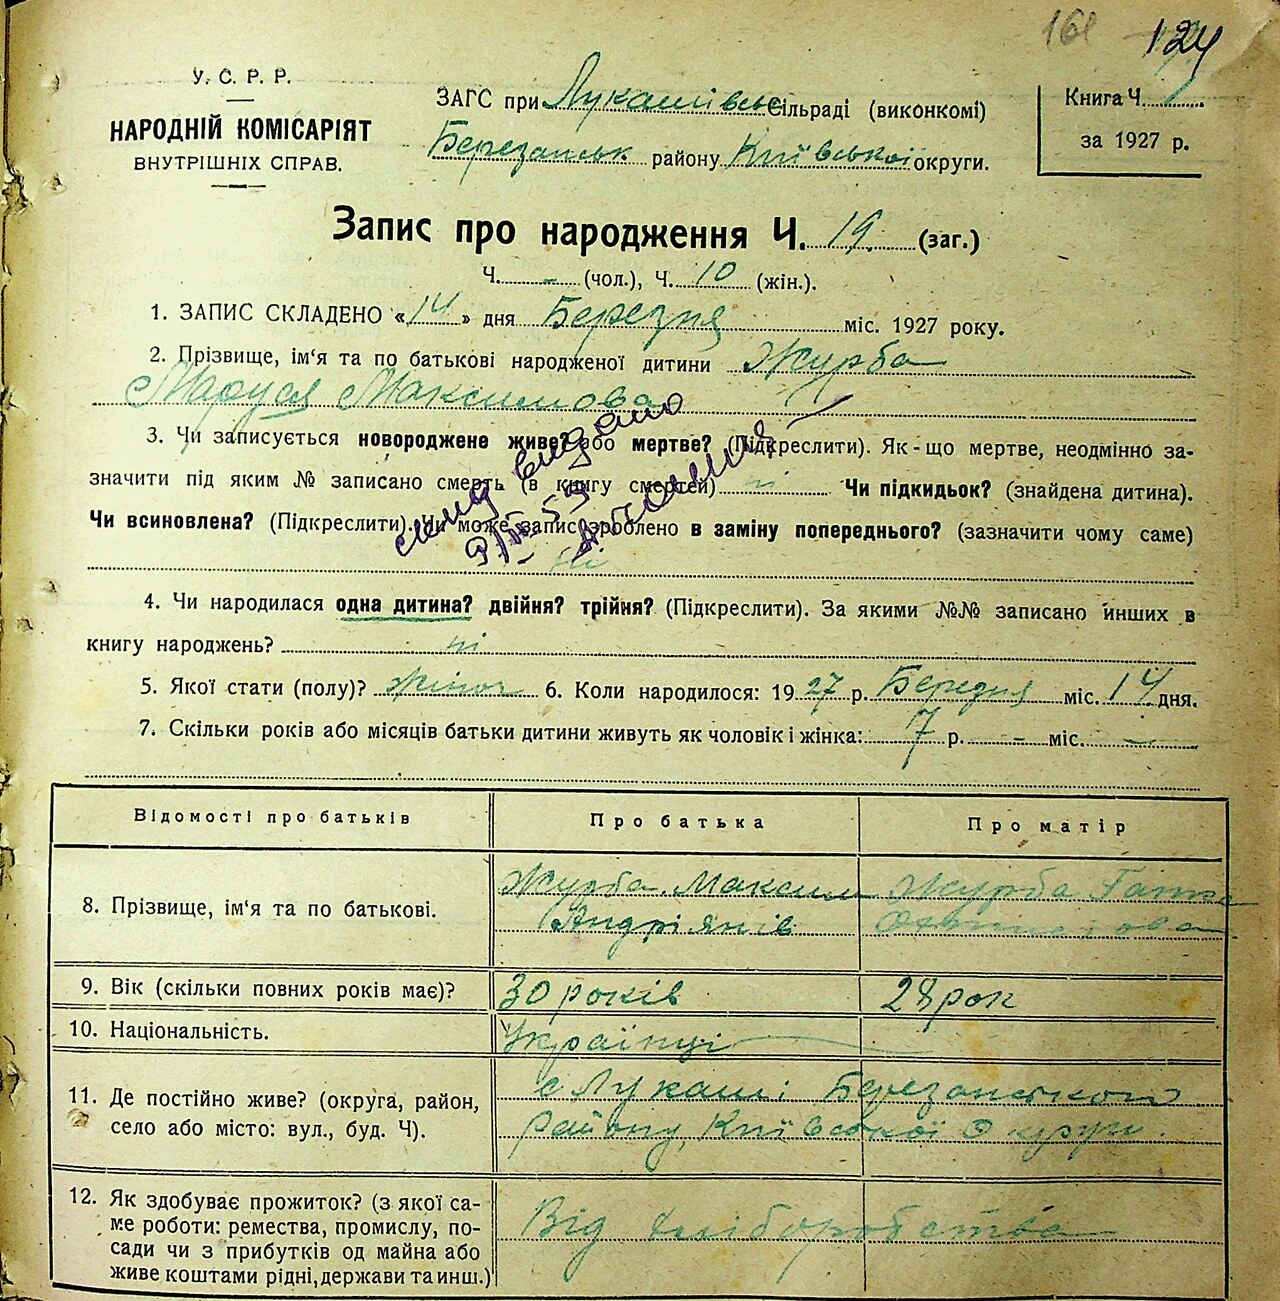 161 124
У. С. Р. Р.
НАРОДНІЙ КОМІСАРІЯТ
ВНУТРІШНІХ СПРАВ.
ЗАГС при Лукашівськ Сільраді (виконкомі)
Березанськ району Київської округи.
Книга Ч.
за 1927 р.
Запис про народження Ч. 19. (заг.)
Ч. - (чол.), Ч. 10 (жін.).
1. ЗАПИС СКЛАДЕНО «14» дня Березня міс. 1927 року.
2. Прізвище, ім'я та по батькові народженої дитини Журба
Маруся Максимова
3. Чи записується новороджене живе? або мертве? (Підкреслити). Як-що мертве, неодмінно за-
значити під яким № записано смерть (в книгу смертей) ні Чи підкидьок? (знайдена дитина).
Чи всиновлена? (Підкреслити). Чи може запис зроблено в заміну попереднього? (зазначити чому саме)
ні
видано
4. Чи народилася одна дитина? двійня? трійня? (Підкреслити). За якими №№ записано инших в
книгу народжень? ні
5. Якої стати (полу)? жіноч 6. Коли народилося: 1927 р. Березня міс. 14 дня.
7. Скільки років або місяців батьки дитини живуть як чоловік і жінка: 7 р. - міс. -
Відомості про батьків Про батька Про матір
8. Прізвище, ім'я та по батькові. Журба Максим Журба Ганна
Андріянів
9. Вік (скільки повних років має)? 30 років 28 рок
10. Національність. Українці
11. Де постійно живе? (округа, район, с Лукаші Березанського
село або місто: вул., буд. Ч). району, Київської Округи.
12. Як здобуває прожиток? (з якої са-
ме роботи: ремества, промислу, по- Від хліборобства
сади чи з прибутків од майна або
живе коштами рідні, держави та инш.)